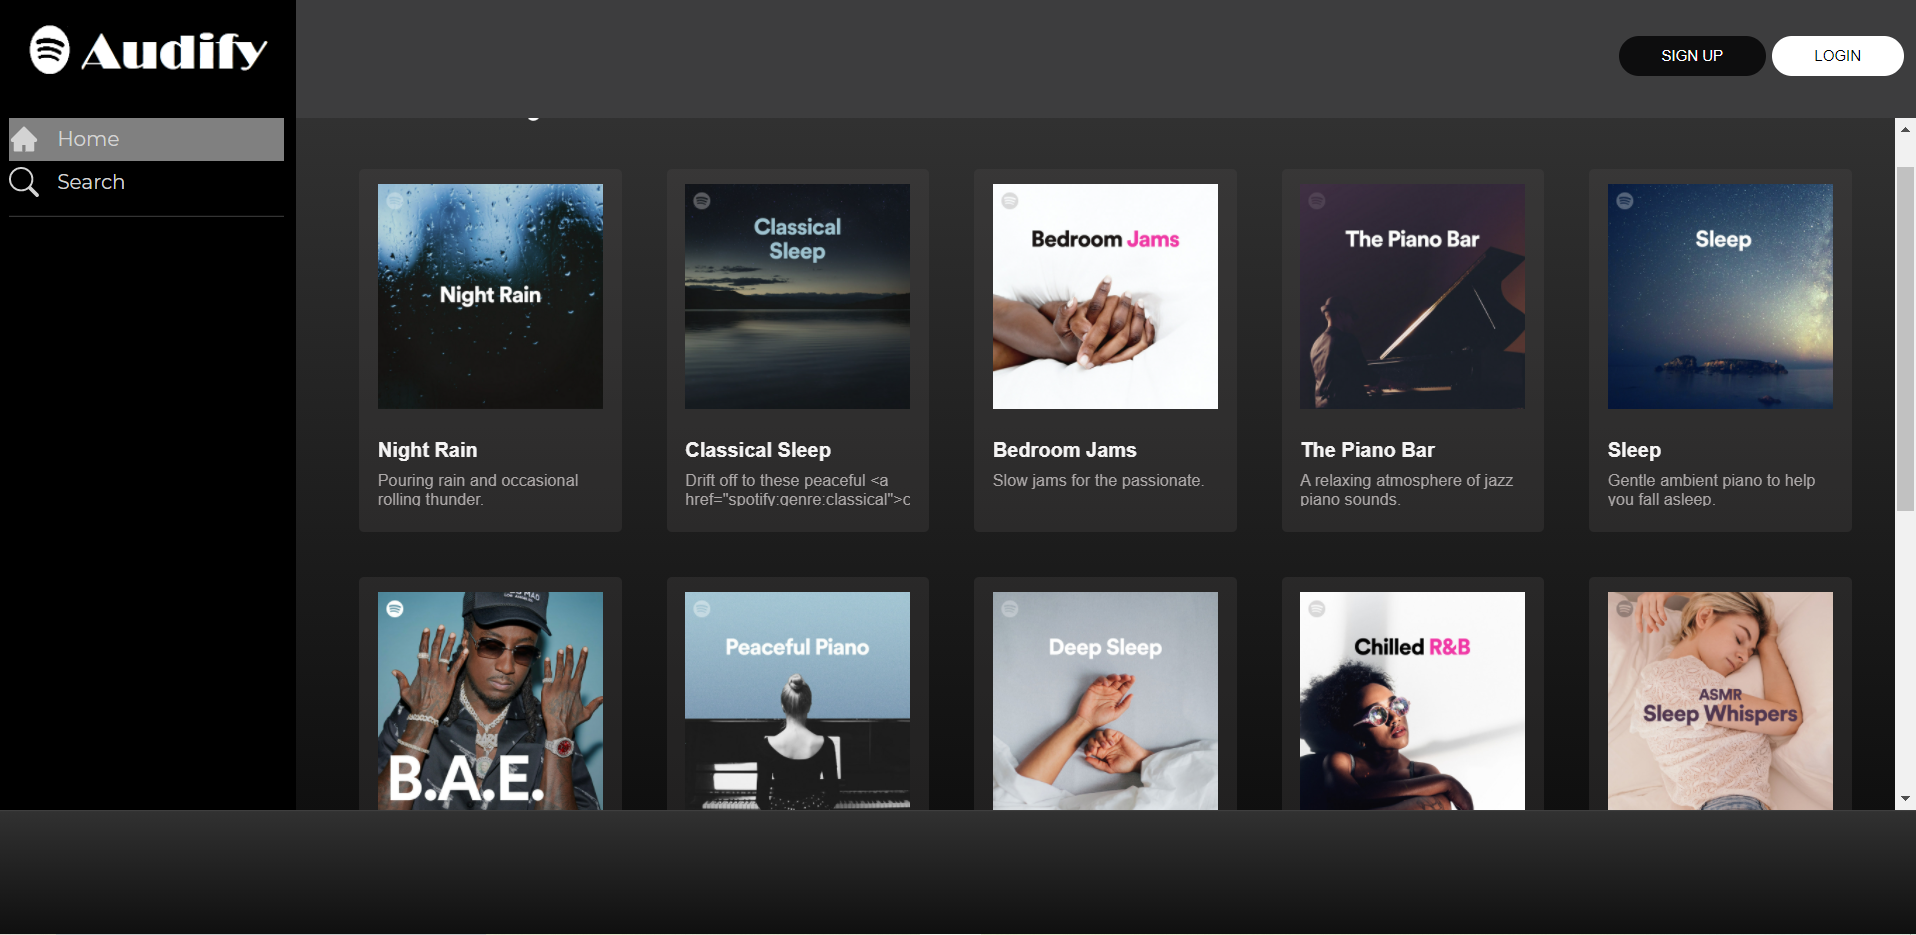 Audify
SIGN UP
LOGIN
Home
Search
Night Rain
Classical
Sleep
Bedroom Jams
The Piano Bar
Sleep
Night Rain
Pouring rain and occasional
rolling thunder.
Classical Sleep
Drift off to these peaceful <a
href="spotify:genre:classical">c
Bedroom Jams
Slow jams for the passionate.
The Piano Bar
A relaxing atmosphere of jazz
piano sounds.
Sleep
Gentle ambient piano to help
you fall asleep.
B.A.E.
Peaceful Piano
Deep Sleep
Chilled R&B
ASMR
Sleep Whispers